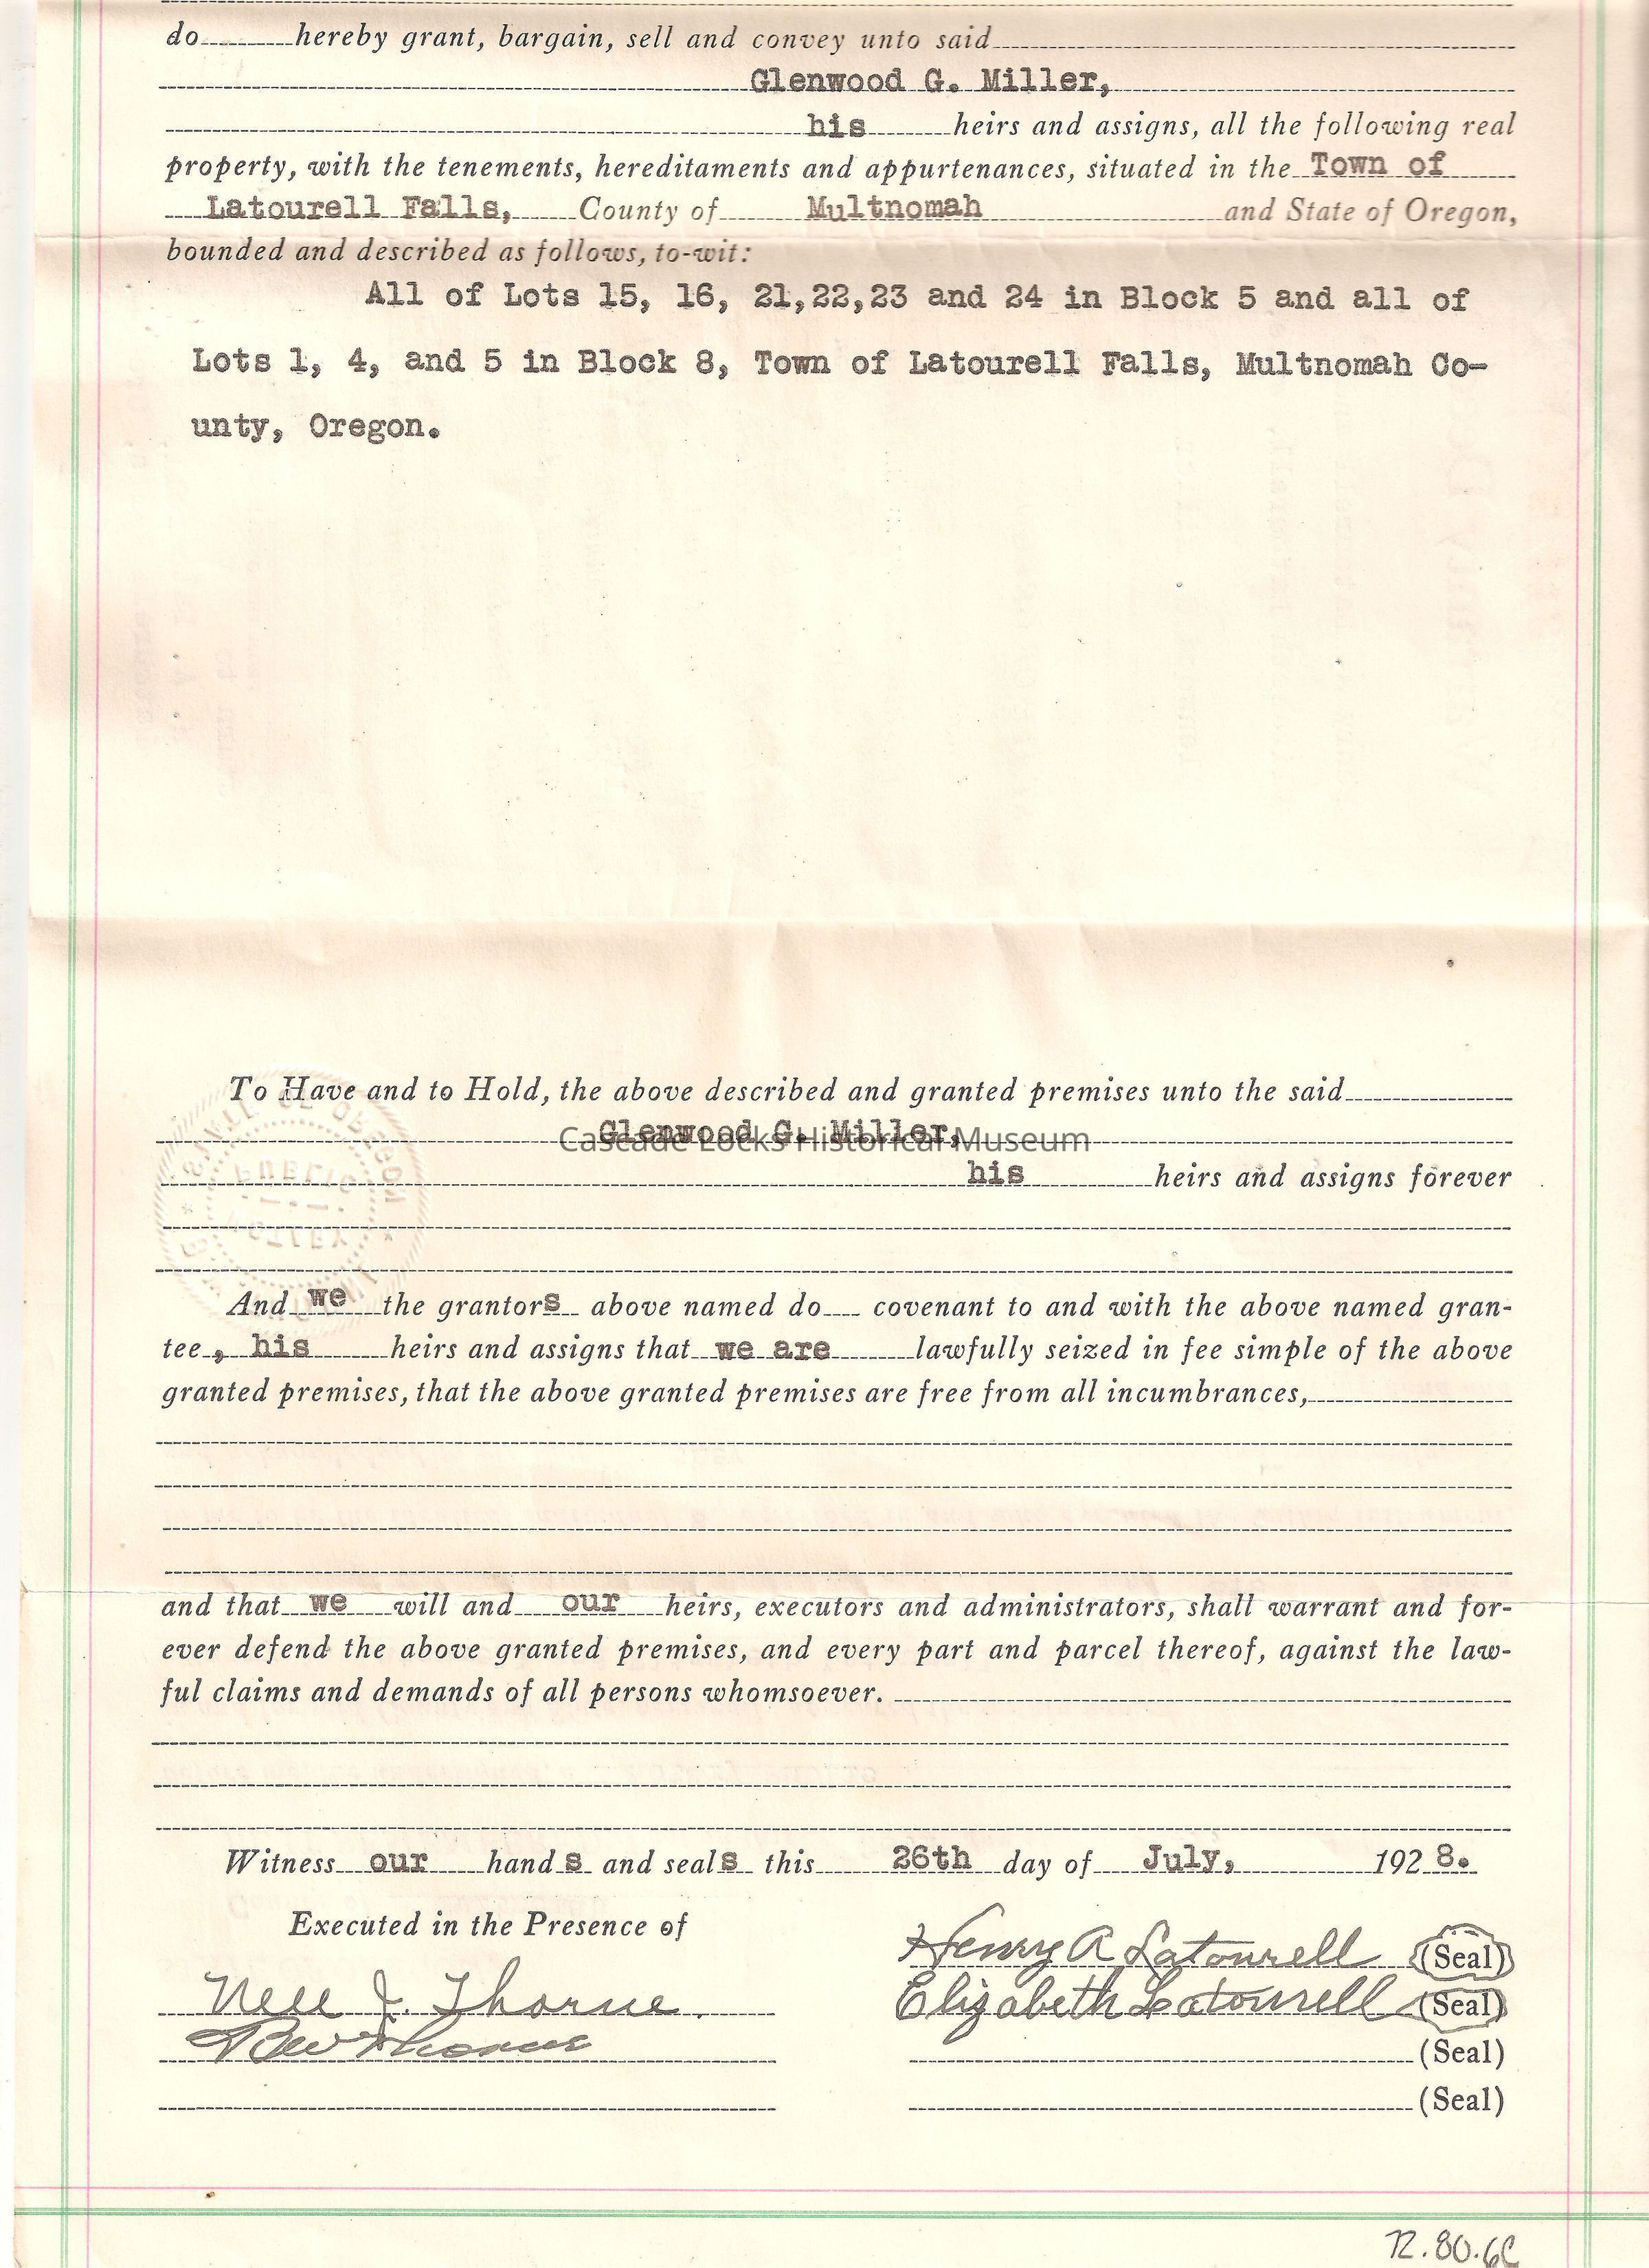 do hereby grant, bargain, sell and convey unto said
Glenwood G. Miller,
his heirs and assigns, all the following real
property, with the tenements, hereditaments and appurtenances, situated in the Town of
Latourell Falls, County of Multnomah and State of Oregon,
bounded and described as follows, to-wit:
All of Lots 15, 16, 21,22,23 and 24 in Block 5 and all of
Lots 1, 4, and 5 in Block 8, Town of Latourell Falls, Multnomah Co-
unty, Oregon.
To Have and to Hold, the above described and granted premises unto the said
Glenwood G. Miller,
Cascade Locks Historical Museum
his heirs and assigns forever
And we the grantors above named do covenant to and with the above named gran-
tee, his heirs and assigns that we are lawfully seized in fee simple of the above
granted premises, that the above granted premises are free from all incumbrances,
and that we will and our heirs, executors and administrators, shall warrant and for-
ever defend the above granted premises, and every part and parcel thereof, against the law-
ful claims and demands of all persons whomsoever.
Witness our hands and seals this 26th day of July, 1928.
Executed in the Presence of
Henry A Latourell (Seal)
Nell J. Thorne.
Elizabeth Latourell (Seal)
Thorne
(Seal)
(Seal)
72.80.6C